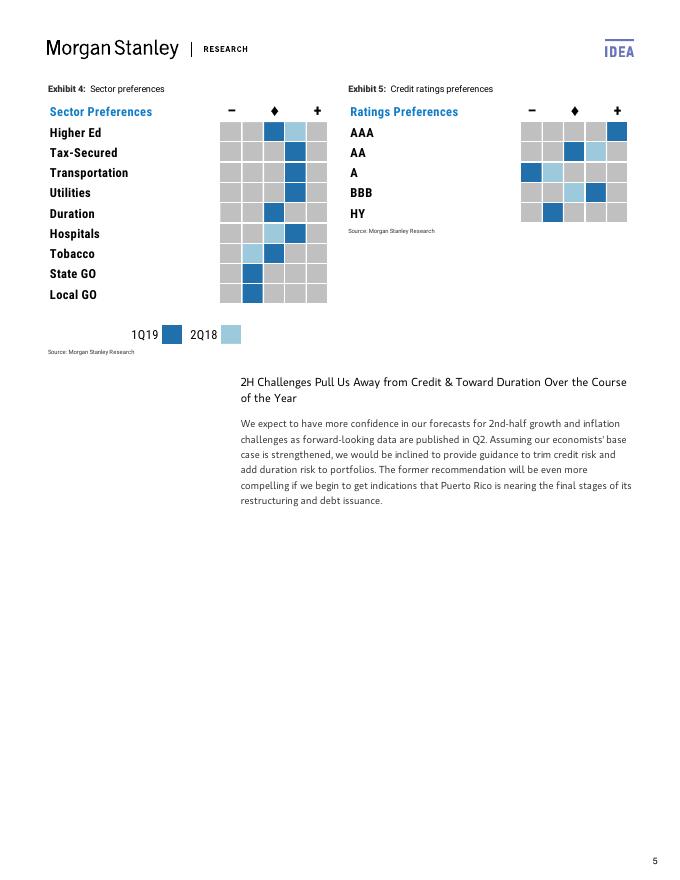 Morgan Stanley | RESEARCH
IDEA
Exhibit 4: Sector preferences
Sector Preferences − ♦ +
Higher Ed
Tax-Secured
Transportation
Utilities
Duration
Hospitals
Tobacco
State GO
Local GO
1Q19 2Q18
Source: Morgan Stanley Research
Exhibit 5: Credit ratings preferences
Ratings Preferences − ♦ +
AAA
AA
A
BBB
HY
Source: Morgan Stanley Research
2H Challenges Pull Us Away from Credit & Toward Duration Over the Course
of the Year
We expect to have more confidence in our forecasts for 2nd-half growth and inflation
challenges as forward-looking data are published in Q2. Assuming our economists' base
case is strengthened, we would be inclined to provide guidance to trim credit risk and
add duration risk to portfolios. The former recommendation will be even more
compelling if we begin to get indications that Puerto Rico is nearing the final stages of its
restructuring and debt issuance.
5